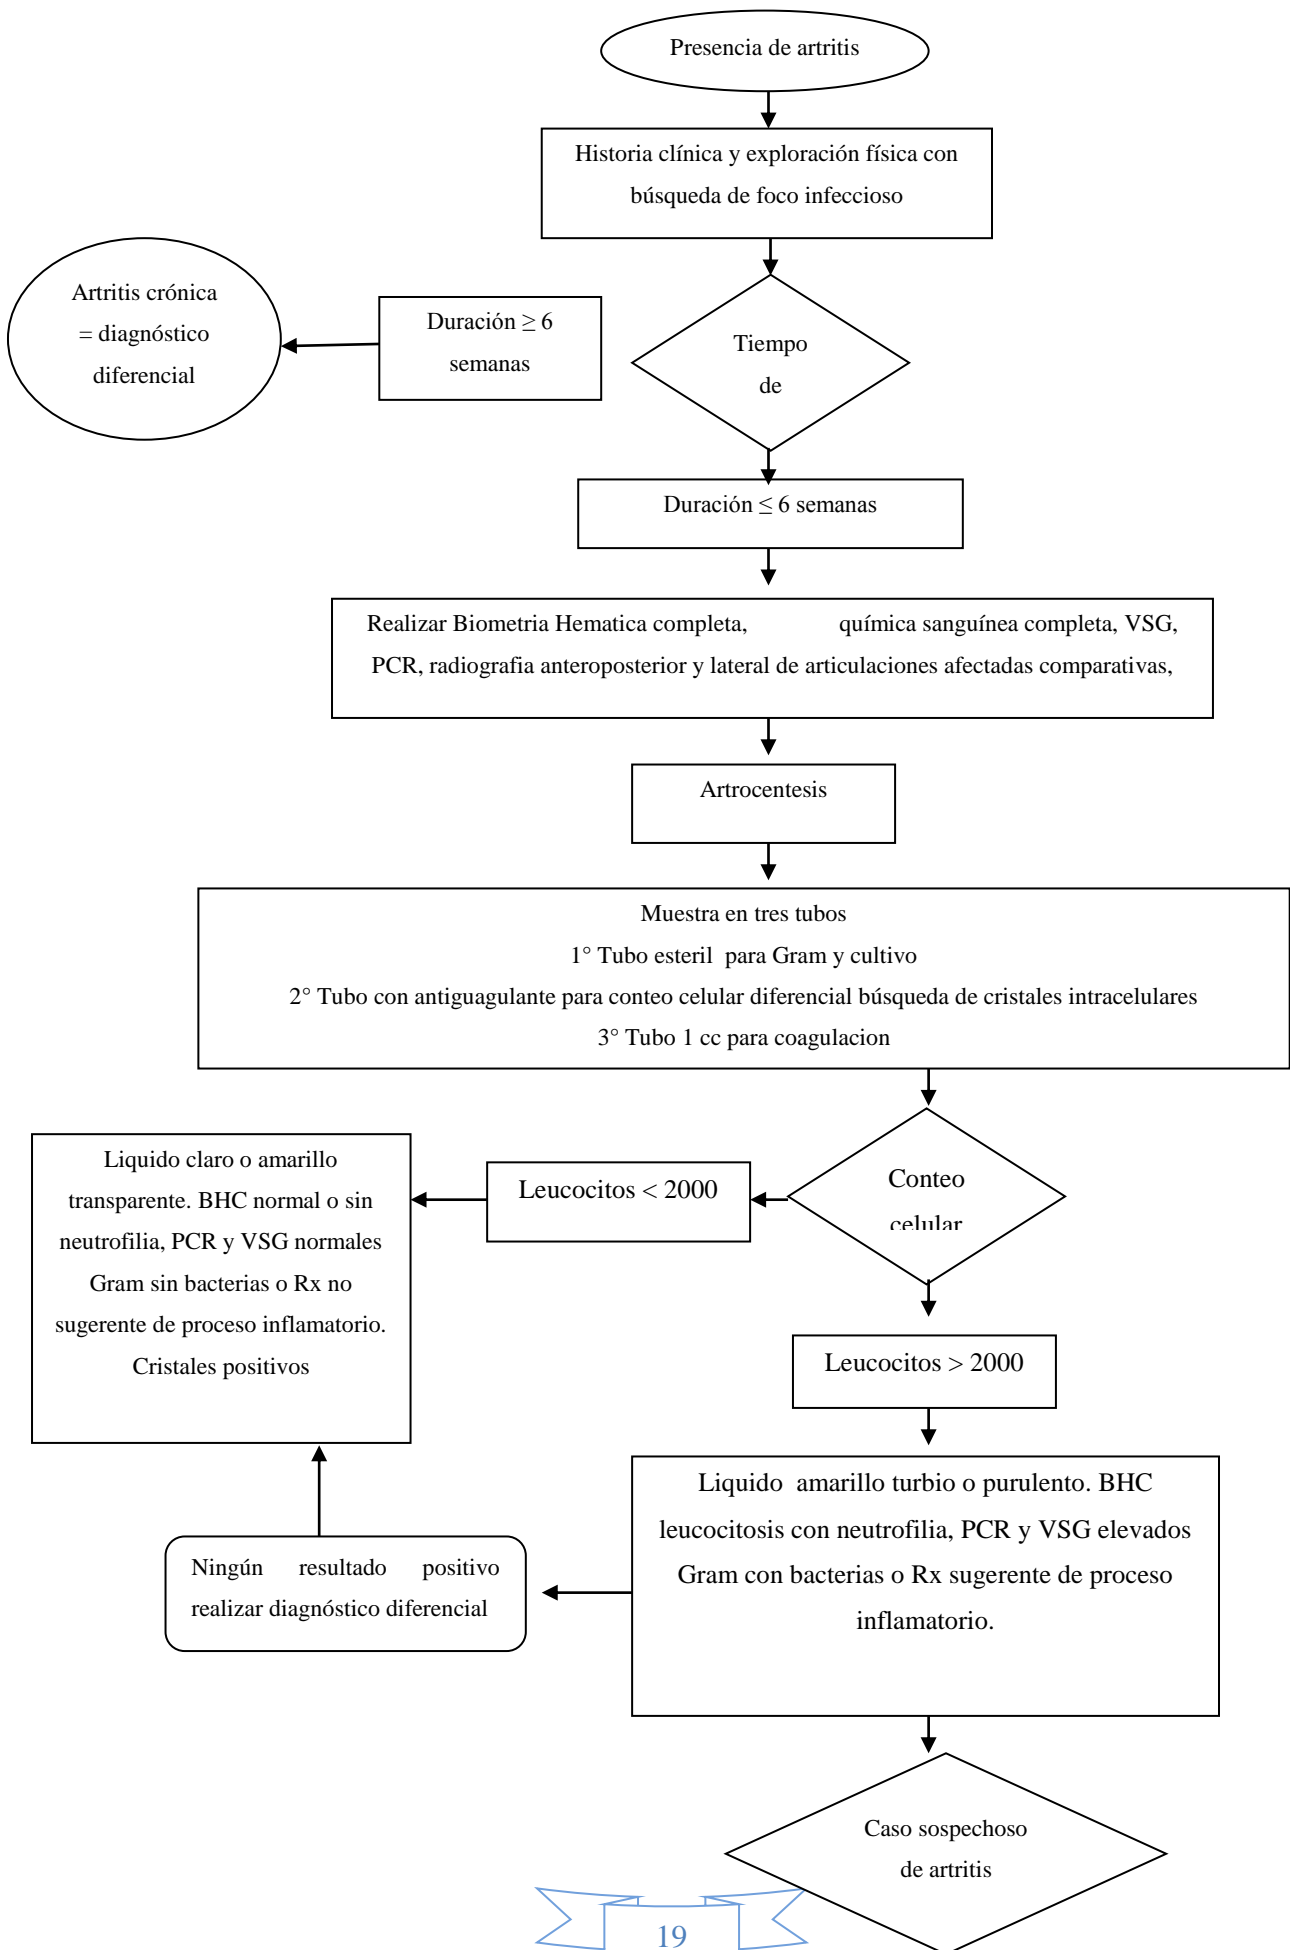 Presencia de artritis
Historia clínica y exploración física con
búsqueda de foco infeccioso
Artritis crónica
= diagnóstico
diferencial
Duración ≥ 6
semanas
Tiempo
de
Duración ≤ 6 semanas
Realizar Biometria Hematica completa, química sanguínea completa, VSG,
PCR, radiografia anteroposterior y lateral de articulaciones afectadas comparativas,
Artrocentesis
Muestra en tres tubos
1° Tubo esteril para Gram y cultivo
2° Tubo con antiguagulante para conteo celular diferencial búsqueda de cristales intracelulares
3° Tubo 1 cc para coagulacion
Conteo
celular
Leucocitos < 2000
Liquido claro o amarillo
transparente. BHC normal o sin
neutrofilia, PCR y VSG normales
Gram sin bacterias o Rx no
sugerente de proceso inflamatorio.
Cristales positivos
Leucocitos > 2000
Liquido amarillo turbio o purulento. BHC
leucocitosis con neutrofilia, PCR y VSG elevados
Gram con bacterias o Rx sugerente de proceso
inflamatorio.
Ningún resultado positivo
realizar diagnóstico diferencial
Caso sospechoso
de artritis
19